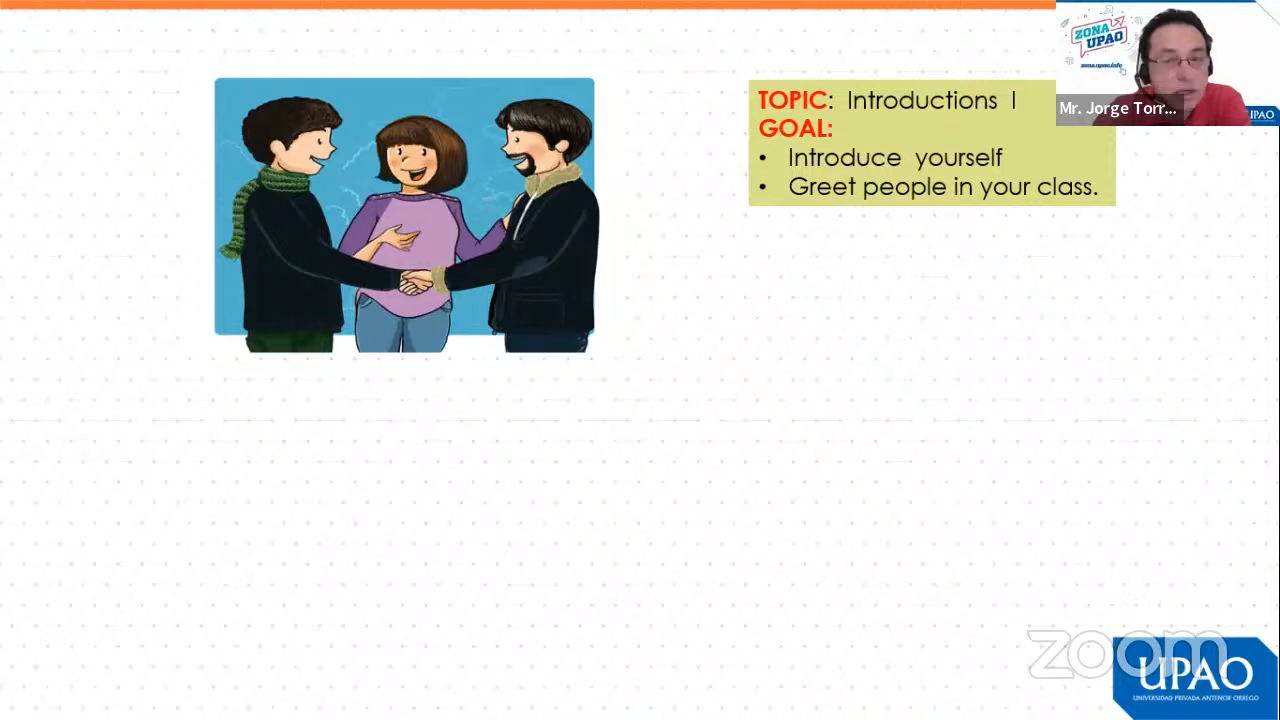 ZONA
UPAO
zona.upao.info
TOPIC: Introductions I
GOAL:
• Introduce yourself
• Greet people in your class.
Mr. Jorge Torr...
UPAO
zoom
UPAO
UNIVERSIDAD PRIVADA ANTENOR ORREGO